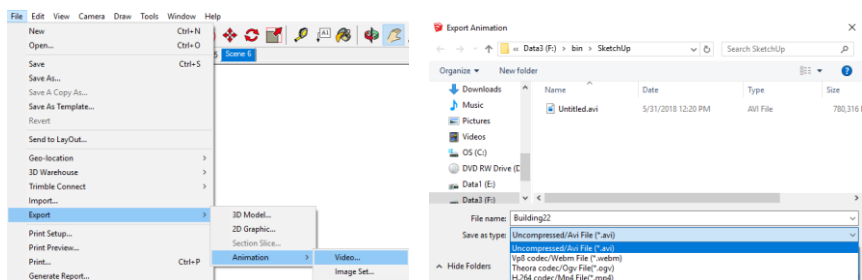 File Edit View Camera Draw Tools Window Help
New Ctrl+N
Open... Ctrl+O
Save Ctrl+S
Save As...
Save A Copy As...
Save As Template...
Revert
Send to LayOut...
Geo-location
3D Warehouse
Trimble Connect
Import...
Export
Print Setup...
Print Preview...
Print... Ctrl+P
Generate Report...
Scene 6
3D Model...
2D Graphic...
Section Slice...
Animation
Video...
Image Set...
Export Animation
« Data3 (F:) › bin › SketchUp
Search SketchUp
Organize New folder
Downloads
Music
Pictures
Videos
OS (C:)
DVD RW Drive (E
Data1 (E:)
Data3 (F:)
Name Date Type Size
Untitled.avi 5/31/2018 12:20 PM AVI File 780,316
File name: Building22
Save as type: Uncompressed/Avi File (*.avi)
Uncompressed/Avi File (*.avi)
Vp8 codec/Webm File (*.webm)
Theora codec/Ogv File(*.ogv)
H.264 codec/Mp4 File(*.mp4)
Hide Folders